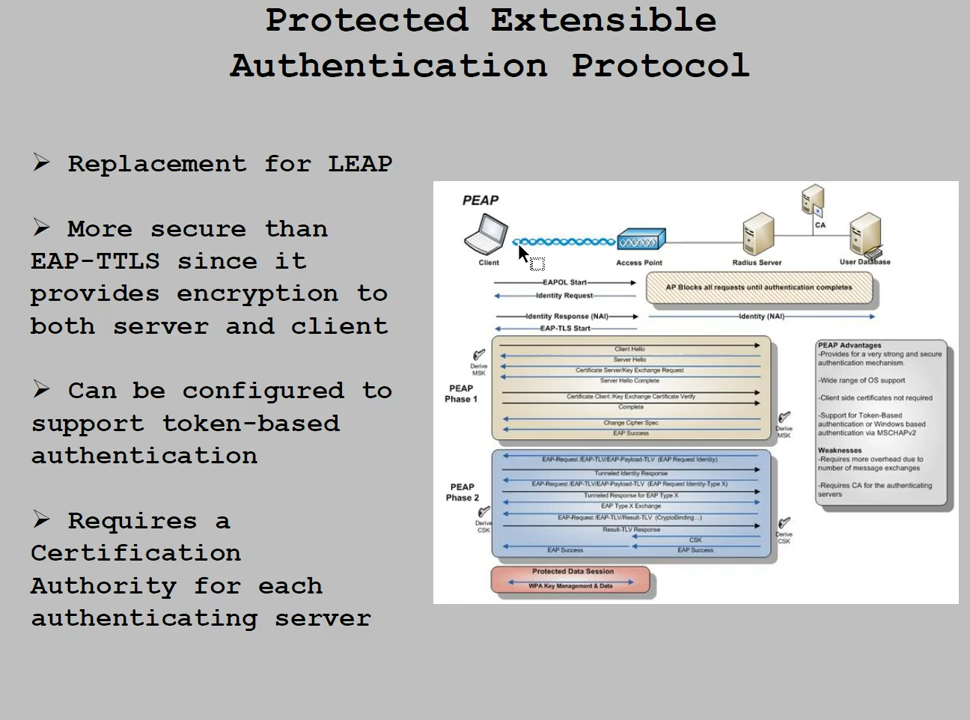 Protected Extensible
Authentication Protocol
➢ Replacement for LEAP
➢ More secure than
EAP-TTLS since it
provides encryption to
both server and client
➢ Can be configured to
support token-based
authentication
➢ Requires a
Certification
Authority for each
authenticating server
PEAP
CA
Client
Access Point
Radius Server
User Database
EAPOL Start
Identity Request
AP Blocks all requests until authentication completes
Identity Response (NAI)
Identity (NAI)
EAP-TLS Start
PEAP
Phase 1
Derive
MSK
Client Hello
Server Hello
Certificate Server/Key Exchange Request
Server Hello Complete
Certificate Client /Key Exchange Certificate Verify
Complete
Change Cipher Spec
EAP Success
Derive
MSK
PEAP
Phase 2
Derive
CSK
EAP-Request /EAP-TLV/EAP-Payload-TLV (EAP Request Identity)
Tunneled Identity Response
EAP-Request /EAP-TLV/EAP-Payload-TLV (EAP Request Identity-Type X)
Tunneled Response for EAP Type X
EAP Type X Exchange
EAP-Request /EAP-TLV/Result-TLV (CryptoBinding...)
Result-TLV Response
CSK
EAP Success
EAP Success
Derive
CSK
Protected Data Session
WPA Key Management & Data
PEAP Advantages
-Provides for a very strong and secure
authentication mechanism.
-Wide range of OS support
-Client side certificates not required
-Support for Token-Based
authentication or Windows based
authentication via MSCHAPv2
Weaknesses
-Requires more overhead due to
number of message exchanges
-Requires CA for the authenticating
servers